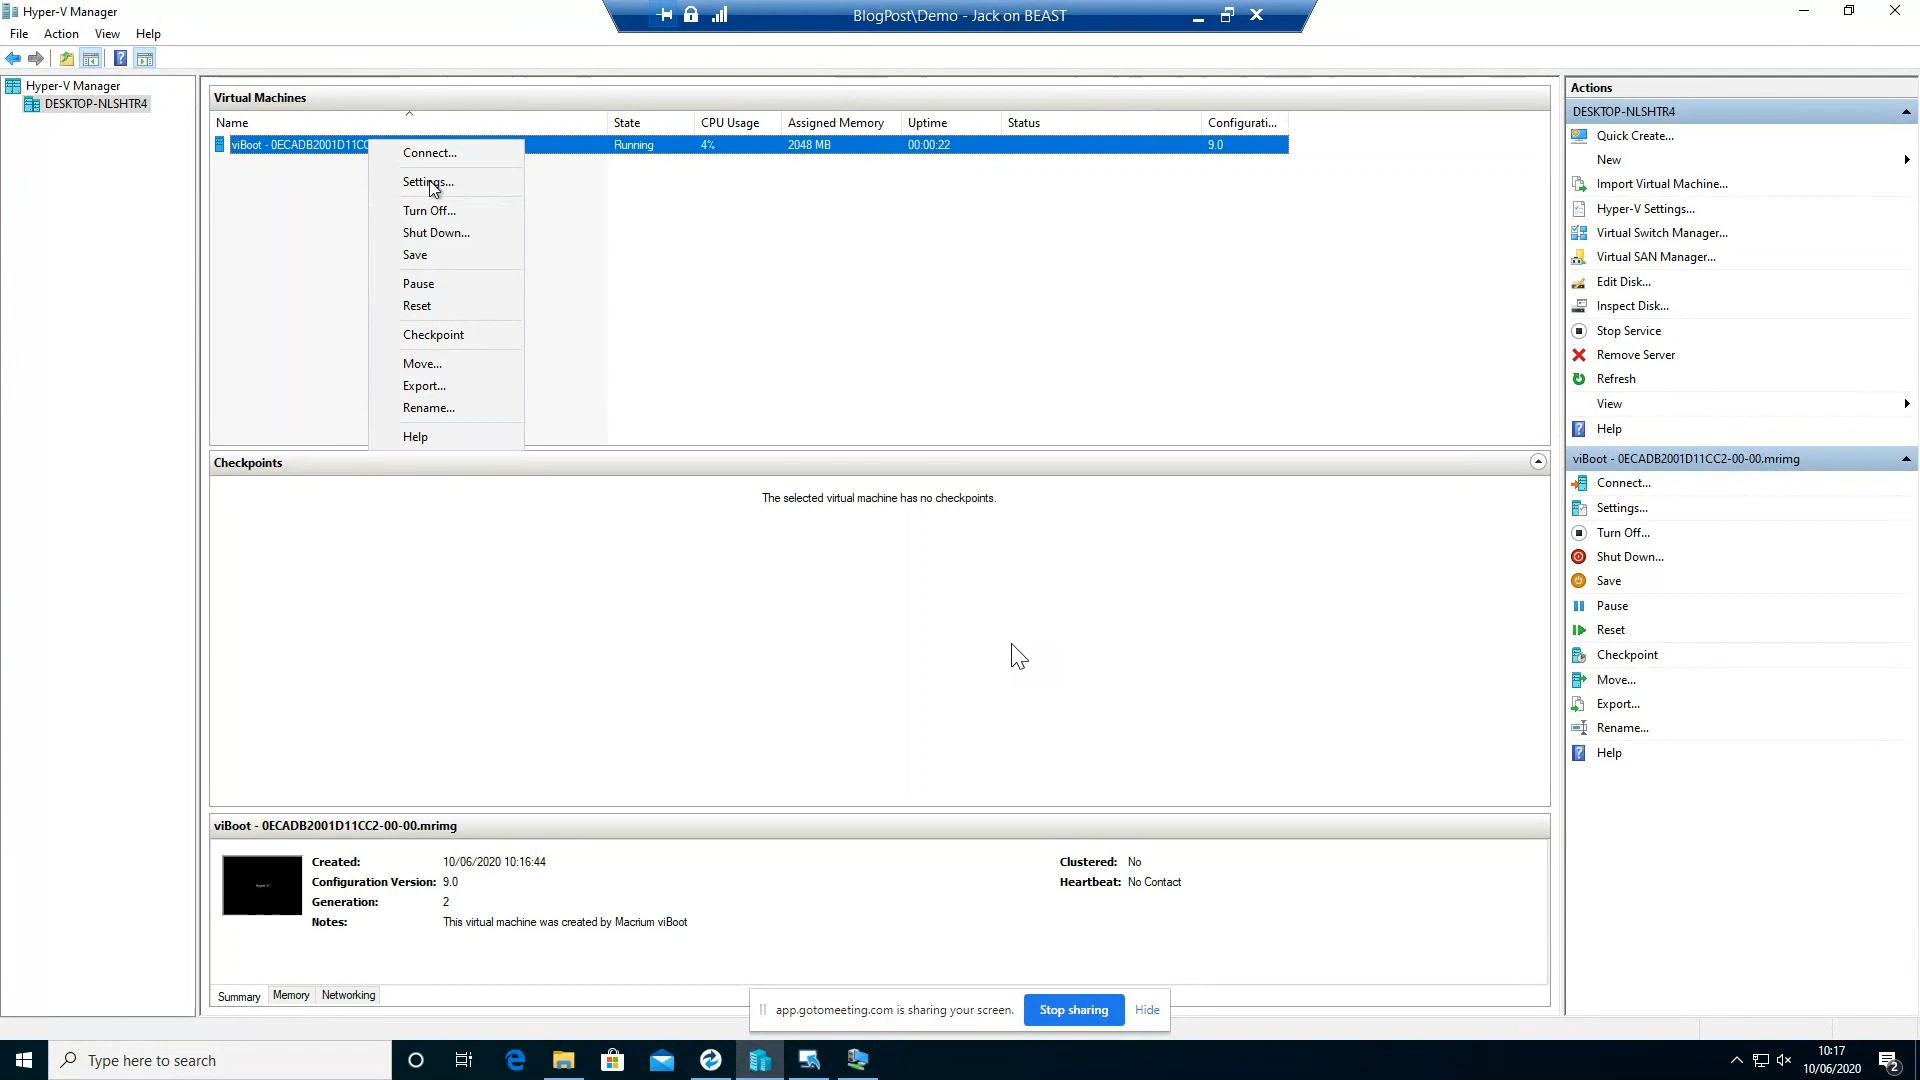 Hyper-V Manager
BlogPost\Demo - Jack on BEAST
File Action View Help
Hyper-V Manager
DESKTOP-NLSHTR4
Virtual Machines
Name State CPU Usage Assigned Memory Uptime Status Configurati...
viBoot - 0ECADB2001D11CC Running 4% 2048 MB 00:00:22 9.0
Connect...
Settings...
Turn Off...
Shut Down...
Save
Pause
Reset
Checkpoint
Move...
Export...
Rename...
Help
Checkpoints
The selected virtual machine has no checkpoints.
viBoot - 0ECADB2001D11CC2-00-00.mrimg
Created: 10/06/2020 10:16:44 Clustered: No
Configuration Version: 9.0 Heartbeat: No Contact
Generation: 2
Notes: This virtual machine was created by Macrium viBoot
Hyper-V
Summary Memory Networking
Actions
DESKTOP-NLSHTR4
Quick Create...
New
Import Virtual Machine...
Hyper-V Settings...
Virtual Switch Manager...
Virtual SAN Manager...
Edit Disk...
Inspect Disk...
Stop Service
Remove Server
Refresh
View
Help
viBoot - 0ECADB2001D11CC2-00-00.mrimg
Connect...
Settings...
Turn Off...
Shut Down...
Save
Pause
Reset
Checkpoint
Move...
Export...
Rename...
Help
app.gotomeeting.com is sharing your screen. Stop sharing Hide
Type here to search
10:17
10/06/2020
2